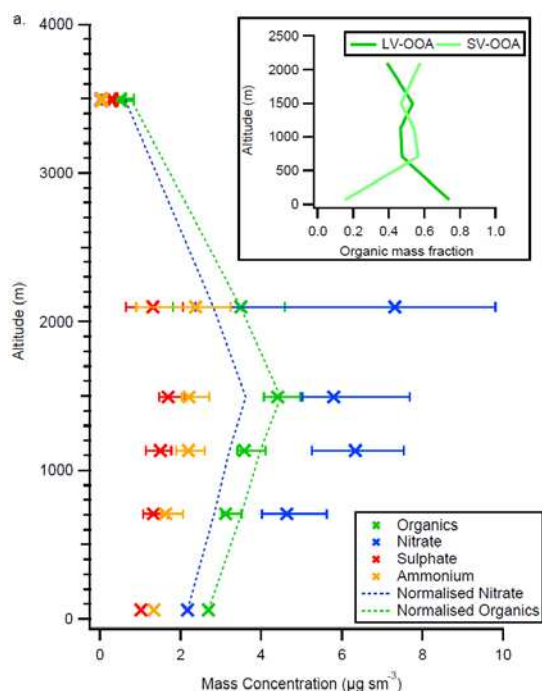 a.
4000
3000
2000
1000
0
Altitude (m)
0 2 4 6 8 10
Mass Concentration (µg sm⁻³)
LV-OOA SV-OOA
2500
2000
1500
1000
500
0
Altitude (m)
0.0 0.2 0.4 0.6 0.8 1.0
Organic mass fraction
Organics
Nitrate
Sulphate
Ammonium
Normalised Nitrate
Normalised Organics